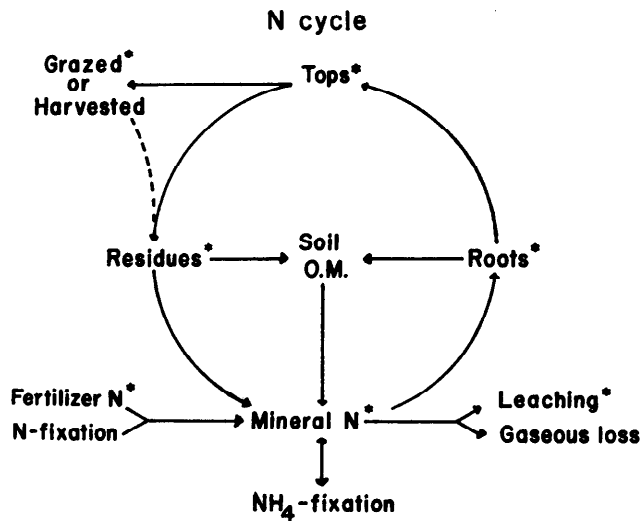 N cycle
Grazed*
or
Harvested
Tops*
Residues*
Soil
O.M.
Roots*
Fertilizer N*
N-fixation
Mineral N*
Leaching*
Gaseous loss
NH4-fixation